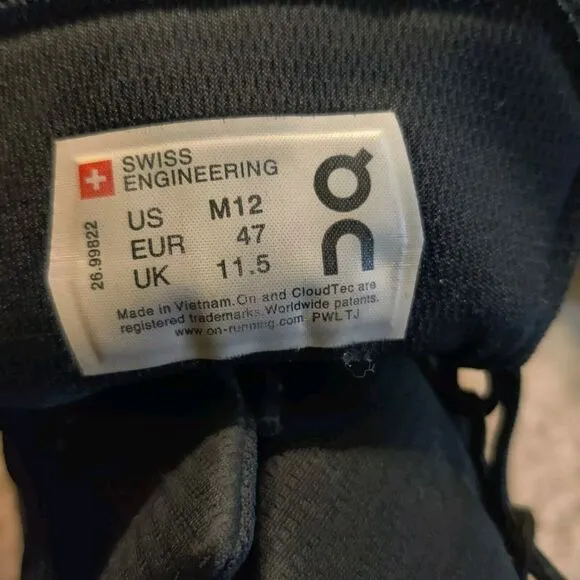 SWISS
ENGINEERING
US M12
EUR 47
UK 11.5
26.99822
On
Made in Vietnam. On and CloudTec are
registered trademarks. Worldwide patents.
www.on-running.com PWLTJ